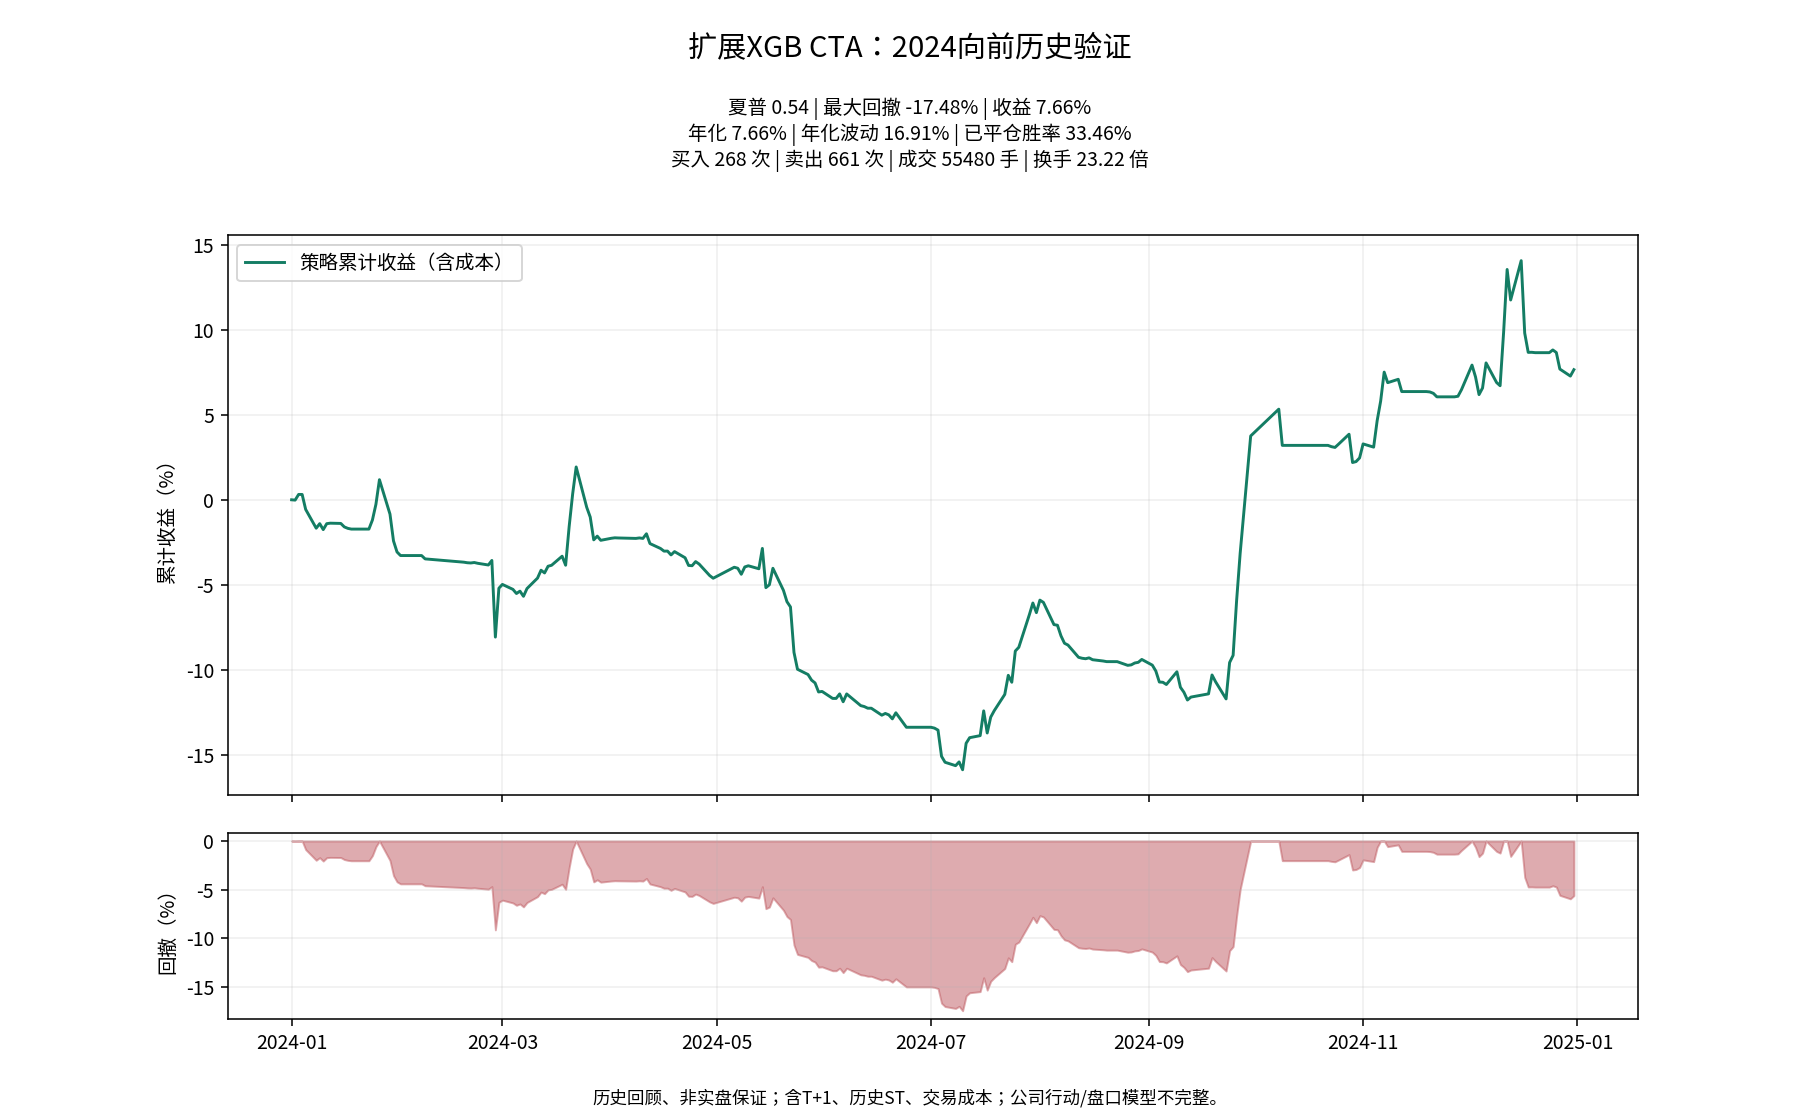 扩展XGB CTA：2024向前历史验证
夏普 0.54 | 最大回撤 -17.48% | 收益 7.66%
年化 7.66% | 年化波动 16.91% | 已平仓胜率 33.46%
买入 268 次 | 卖出 661 次 | 成交 55480 手 | 换手 23.22 倍
策略累计收益（含成本）
累计收益（%）
15
10
5
0
-5
-10
-15
回撤（%）
0
-5
-10
-15
2024-01 2024-03 2024-05 2024-07 2024-09 2024-11 2025-01
历史回顾、非实盘保证；含T+1、历史ST、交易成本；公司行动/盘口模型不完整。